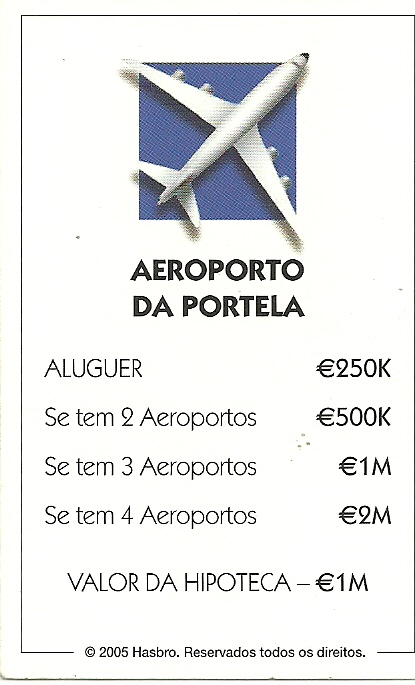 AEROPORTO
DA PORTELA
ALUGUER €250K
Se tem 2 Aeroportos €500K
Se tem 3 Aeroportos €1M
Se tem 4 Aeroportos €2M
VALOR DA HIPOTECA – €1M
© 2005 Hasbro. Reservados todos os direitos.